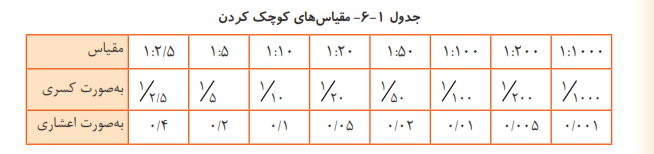 جدول ۱-۶- مقیاس‌های کوچک کردن
مقیاس ۱:۲/۵ ۱:۵ ۱:۱۰ ۱:۲۰ ۱:۵۰ ۱:۱۰۰ ۱:۲۰۰ ۱:۱۰۰۰
به‌صورت کسری ۱/۲/۵ ۱/۵ ۱/۱۰ ۱/۲۰ ۱/۵۰ ۱/۱۰۰ ۱/۲۰۰ ۱/۱۰۰۰
به‌صورت اعشاری ۰/۴ ۰/۲ ۰/۱ ۰/۰۵ ۰/۰۲ ۰/۰۱ ۰/۰۰۵ ۰/۰۰۱